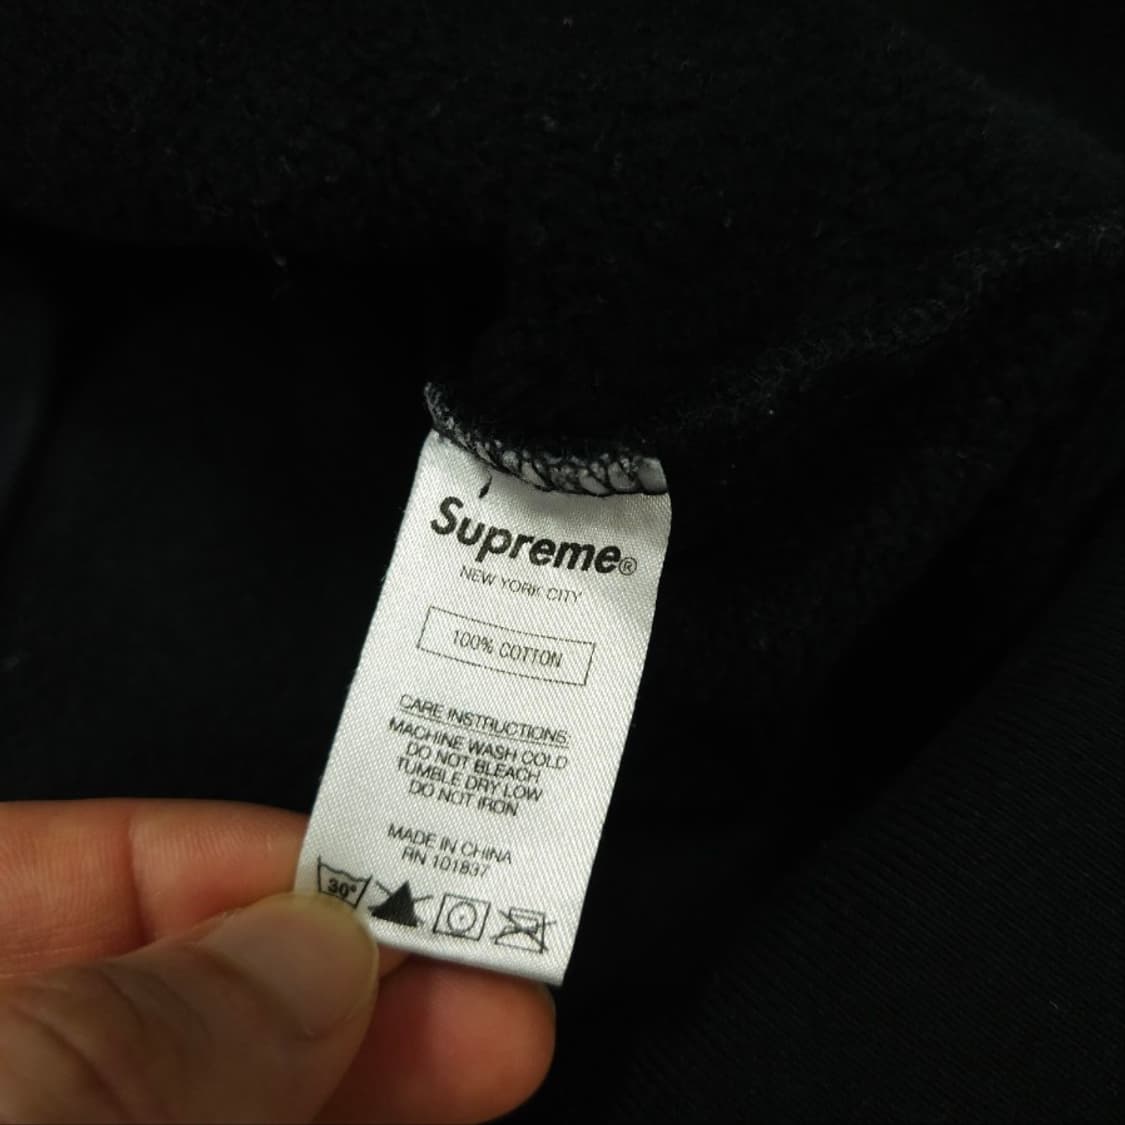 Supreme®
NEW YORK CITY
100% COTTON
CARE INSTRUCTIONS:
MACHINE WASH COLD
DO NOT BLEACH
TUMBLE DRY LOW
DO NOT IRON
MADE IN CHINA
RN 101837
30°